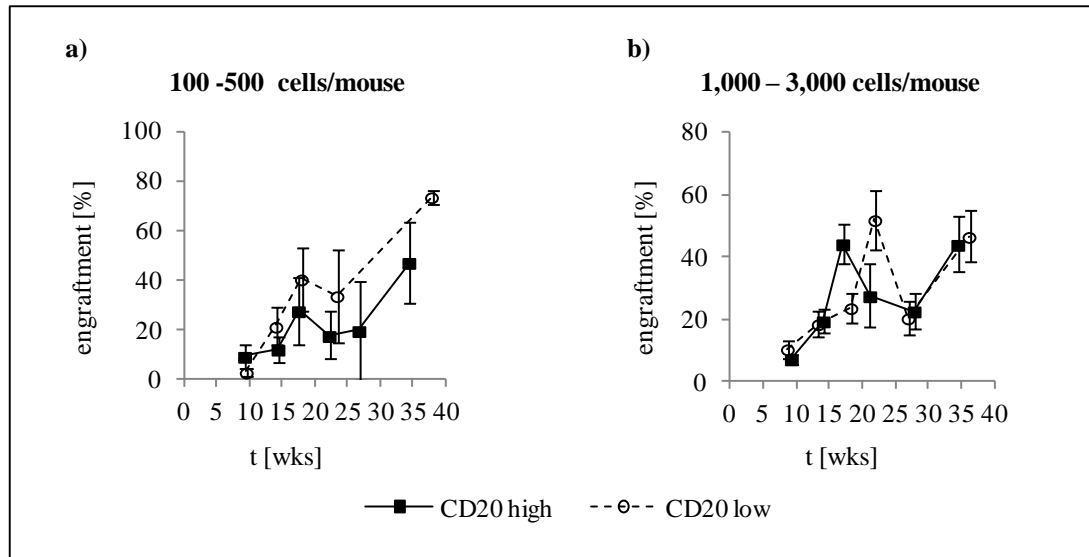 a)
100 -500 cells/mouse
engraftment [%]
100
80
60
40
20
0
0 5 10 15 20 25 30 35 40
t [wks]
b)
1,000 – 3,000 cells/mouse
engraftment [%]
80
60
40
20
0
0 5 10 15 20 25 30 35 40
t [wks]
CD20 high
CD20 low